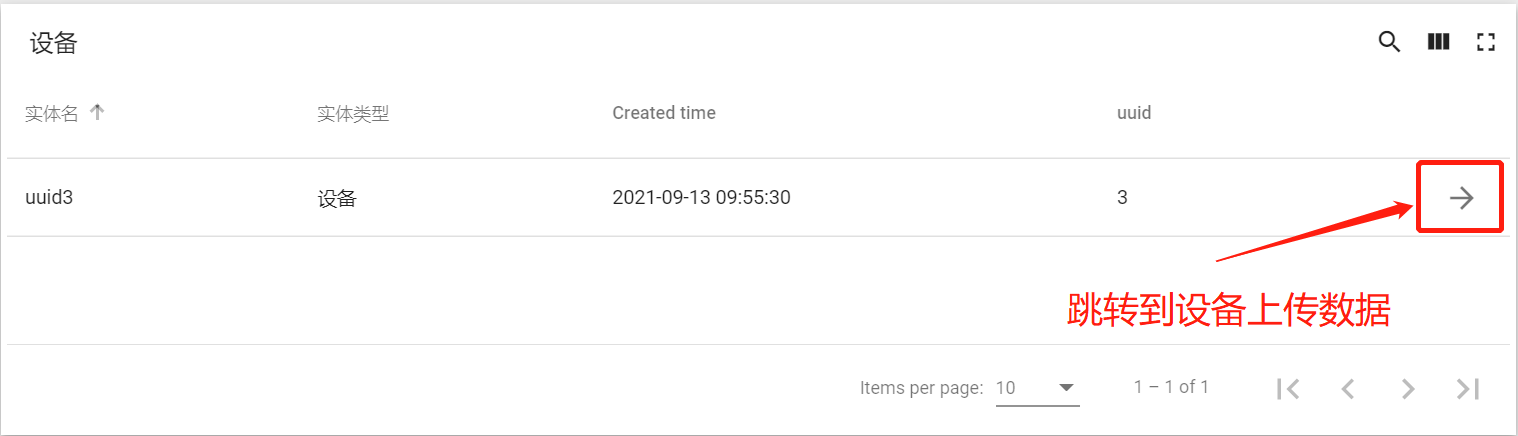 设备
实体名 实体类型 Created time uuid
uuid3 设备 2021-09-13 09:55:30 3
跳转到设备上传数据
Items per page: 10 1 – 1 of 1